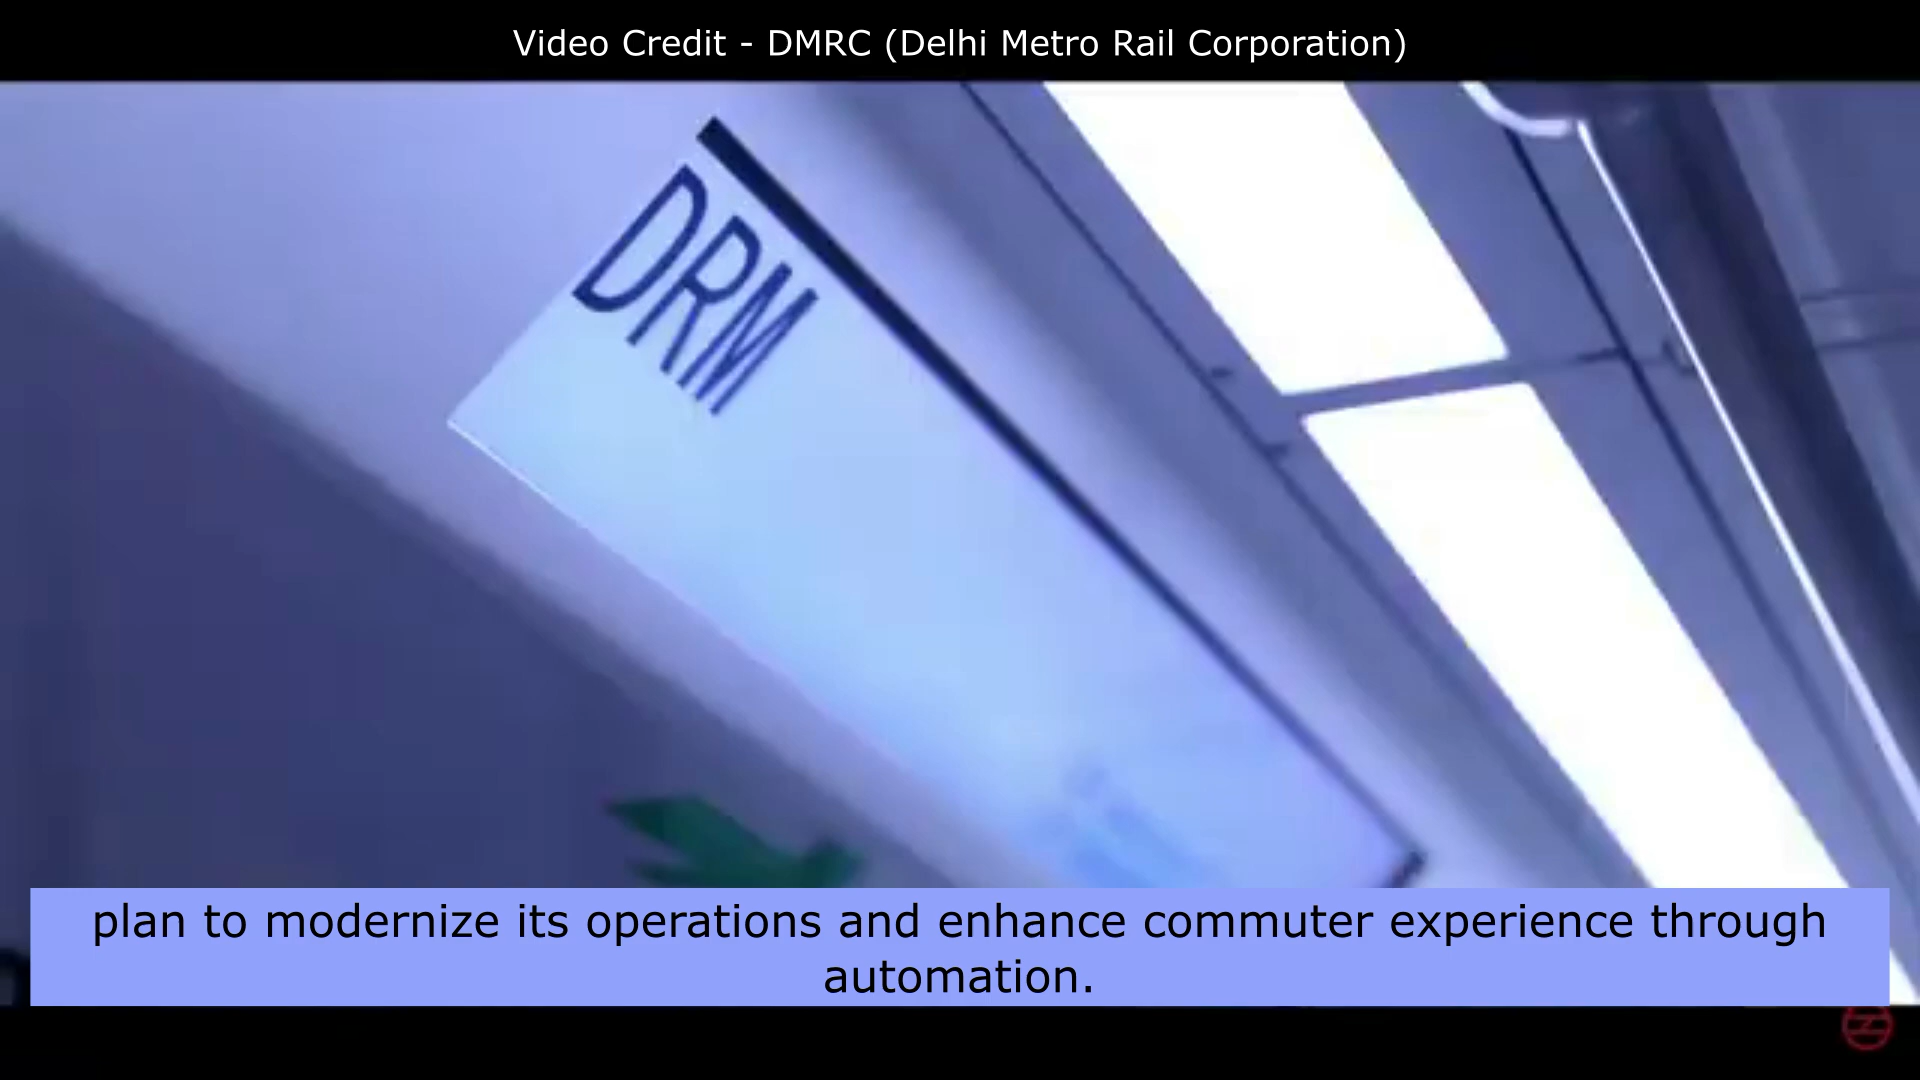 Video Credit - DMRC (Delhi Metro Rail Corporation)
DRM
plan to modernize its operations and enhance commuter experience through
automation.